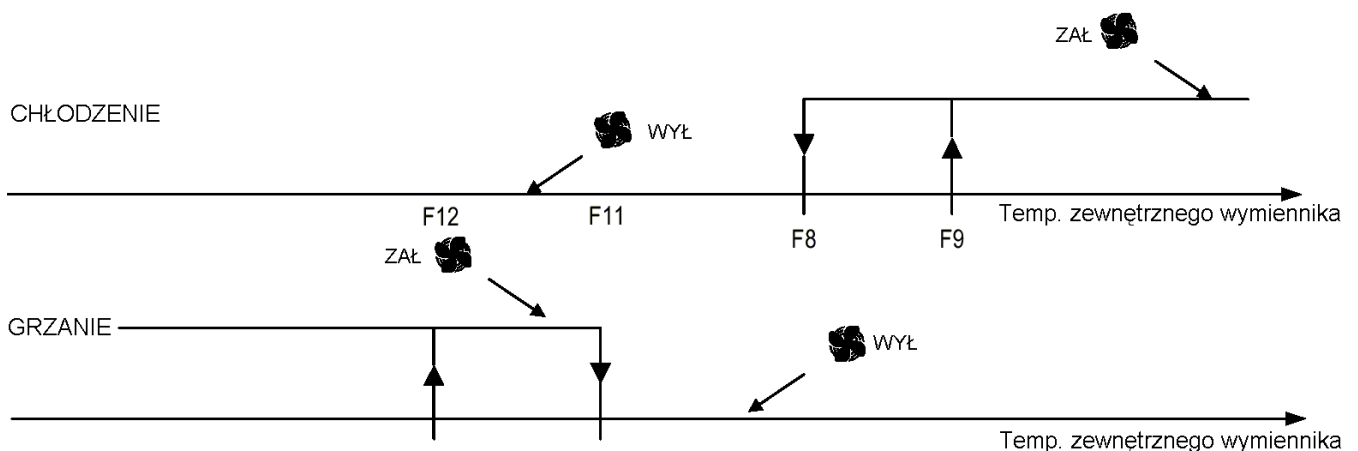 ZAŁ
CHŁODZENIE
WYŁ
F12
F11
Temp. zewnętrznego wymiennika
F8
F9
ZAŁ
GRZANIE
WYŁ
Temp. zewnętrznego wymiennika